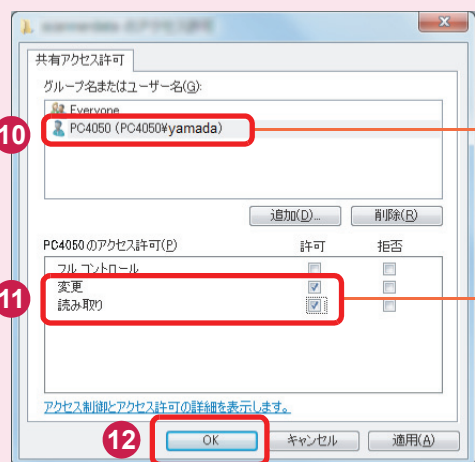 scannerdata のアクセス許可
共有アクセス許可
グループ名またはユーザー名(G):
Everyone
10 PC4050 (PC4050¥yamada)
追加(D)... 削除(R)
PC4050 のアクセス許可(P) 許可 拒否
フル コントロール
11 変更
読み取り
アクセス制御とアクセス許可の詳細を表示します。
12 OK キャンセル 適用(A)